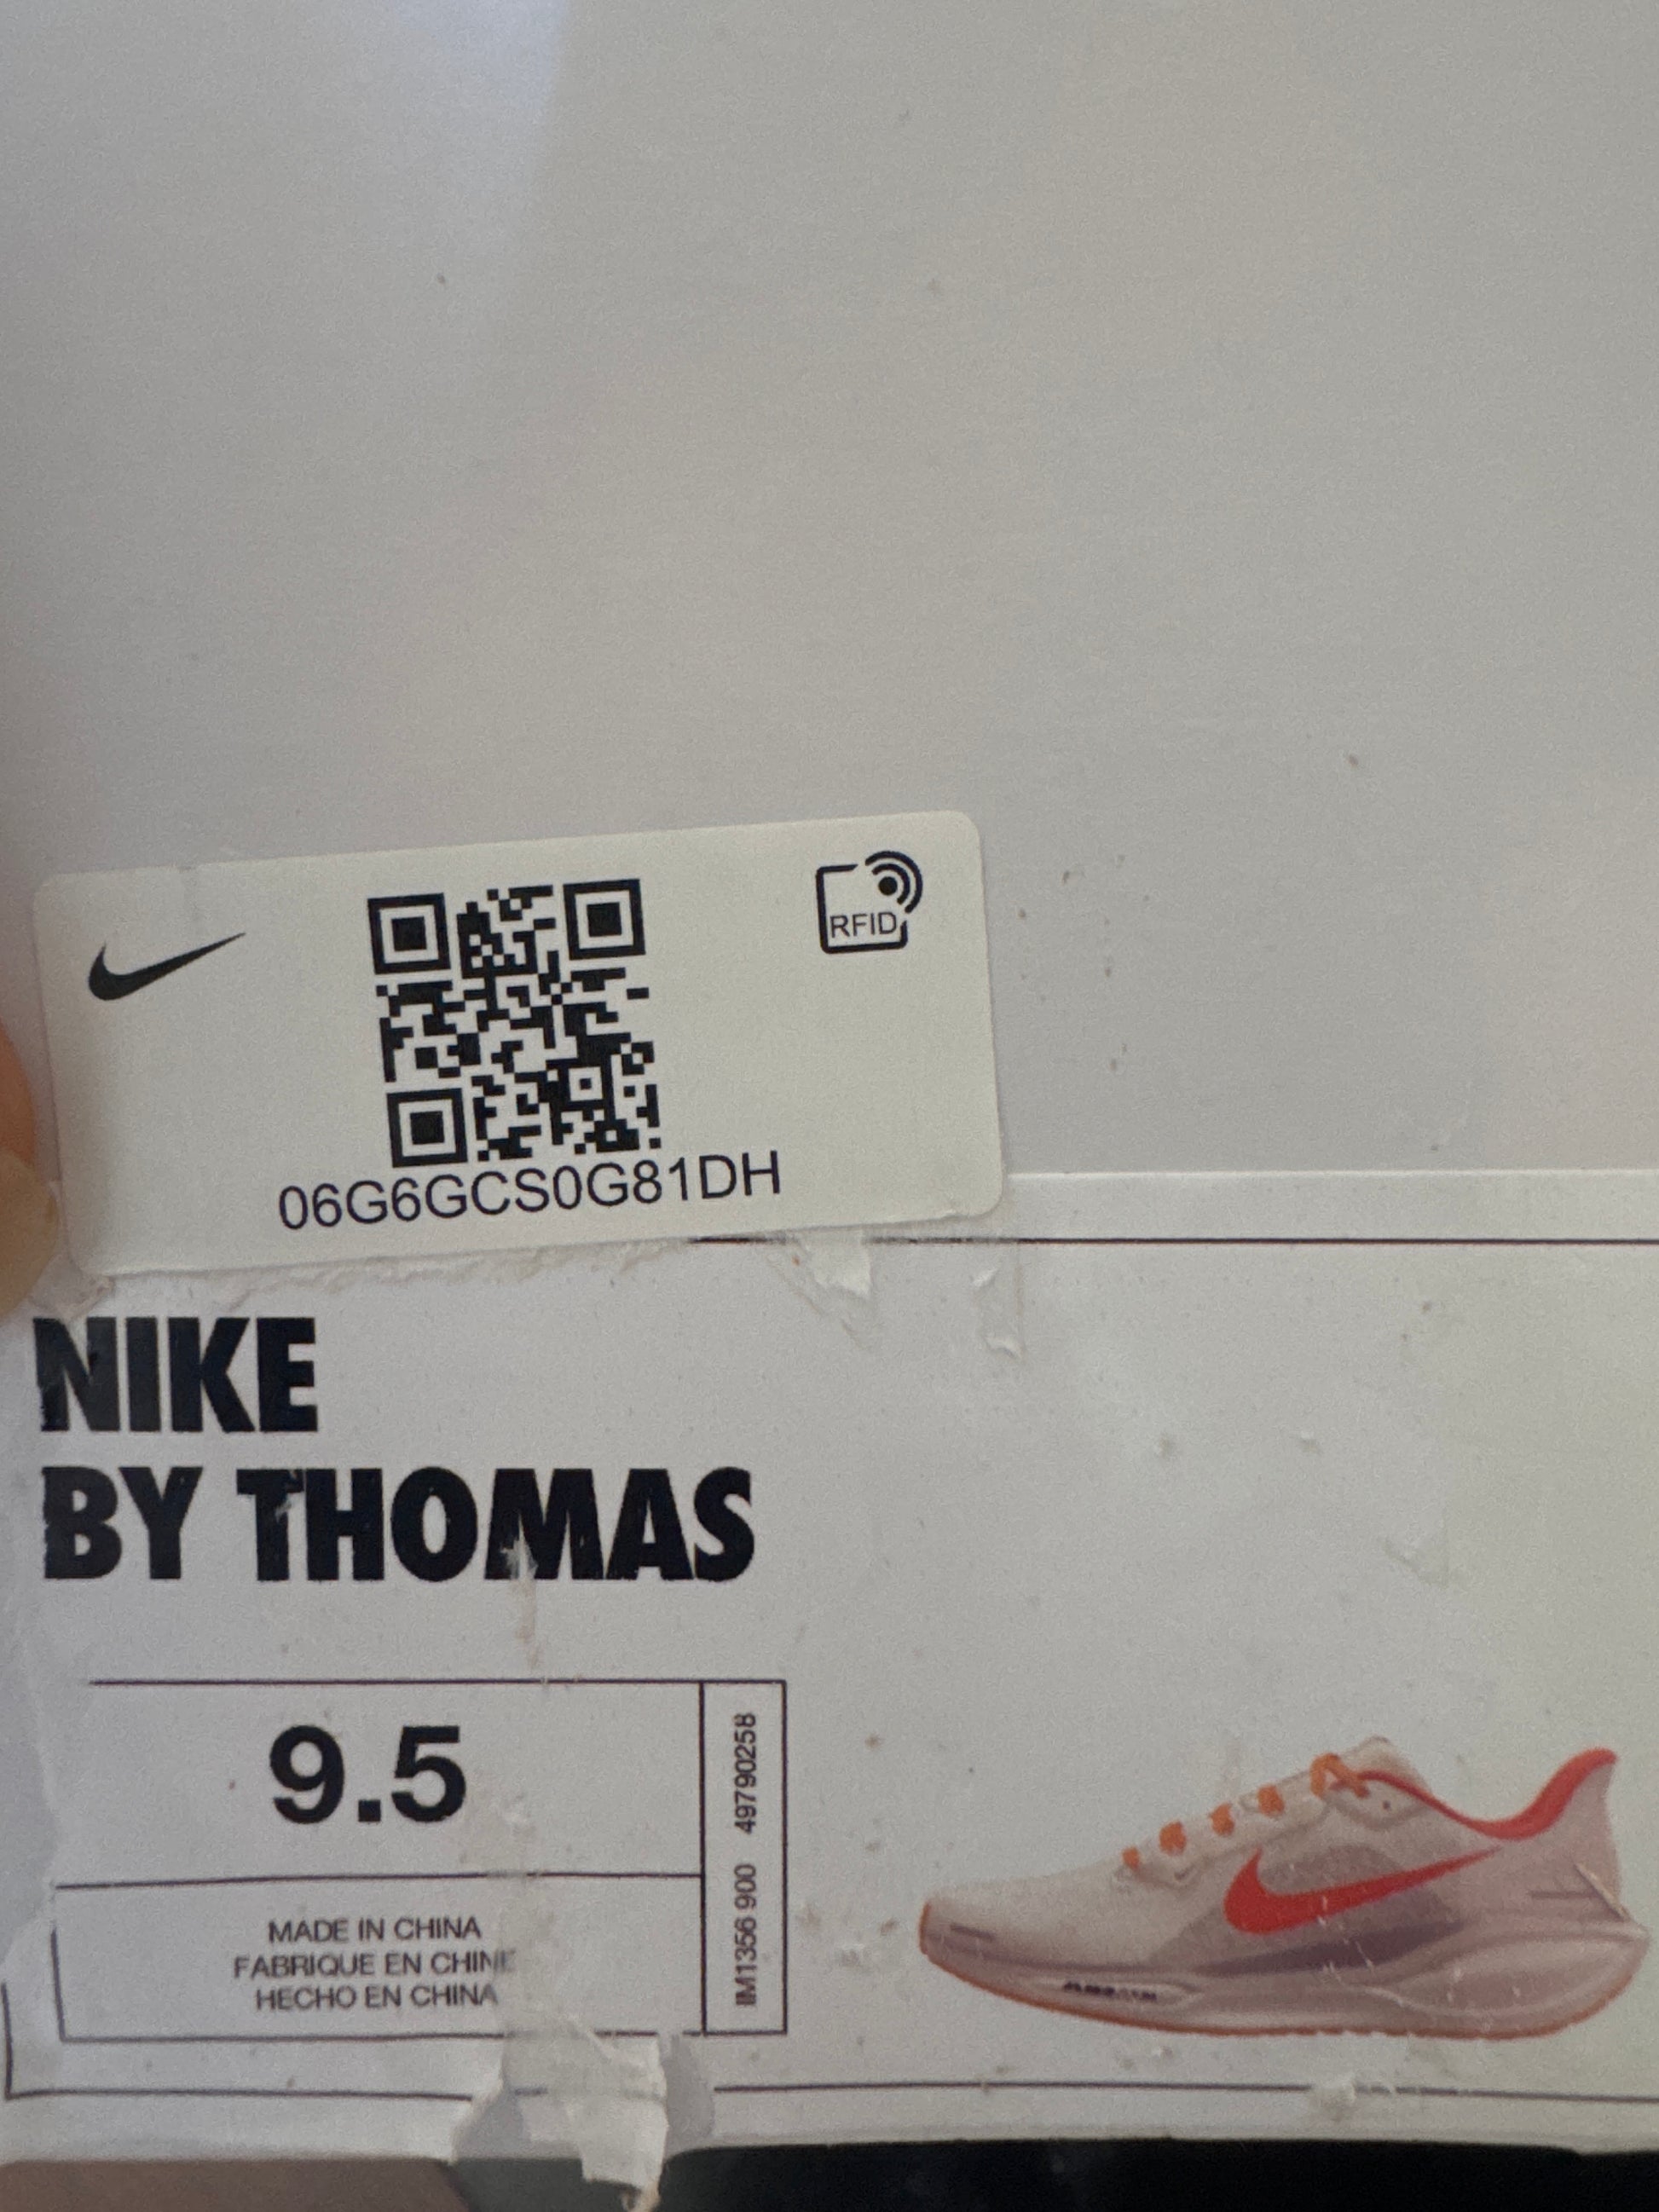 RFID
06G6GCS0G81DH
NIKE
BY THOMAS
9.5
MADE IN CHINA
FABRIQUE EN CHINE
HECHO EN CHINA
IM1356 900 49790258